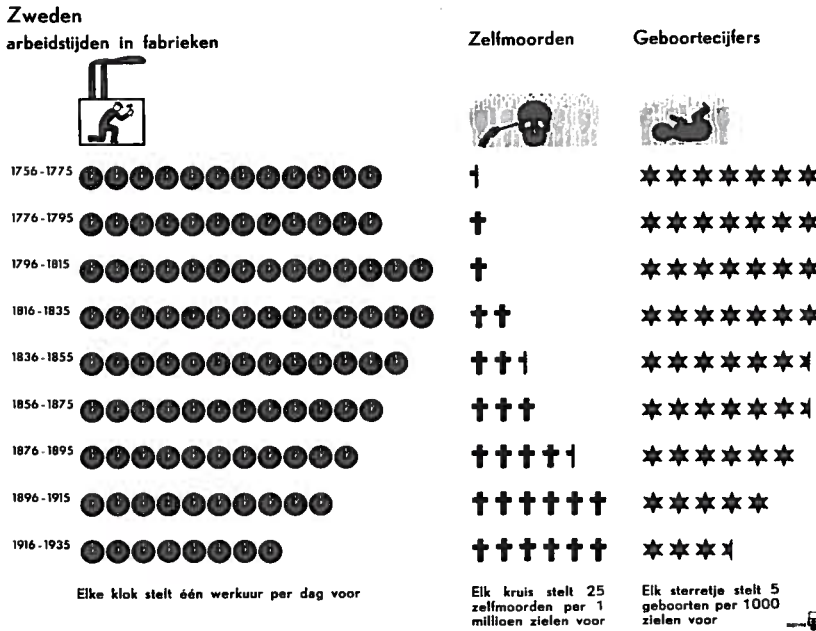 Zweden
arbeidstijden in fabrieken
Zelfmoorden
Geboortecijfers
1756-1775
1776-1795
1796-1815
1816-1835
1836-1855
1856-1875
1876-1895
1896-1915
1916-1935
Elke klok stelt één werkuur per dag voor
Elk kruis stelt 25
zelfmoorden per 1
millioen zielen voor
Elk sterretje stelt 5
geboorten per 1000
zielen voor